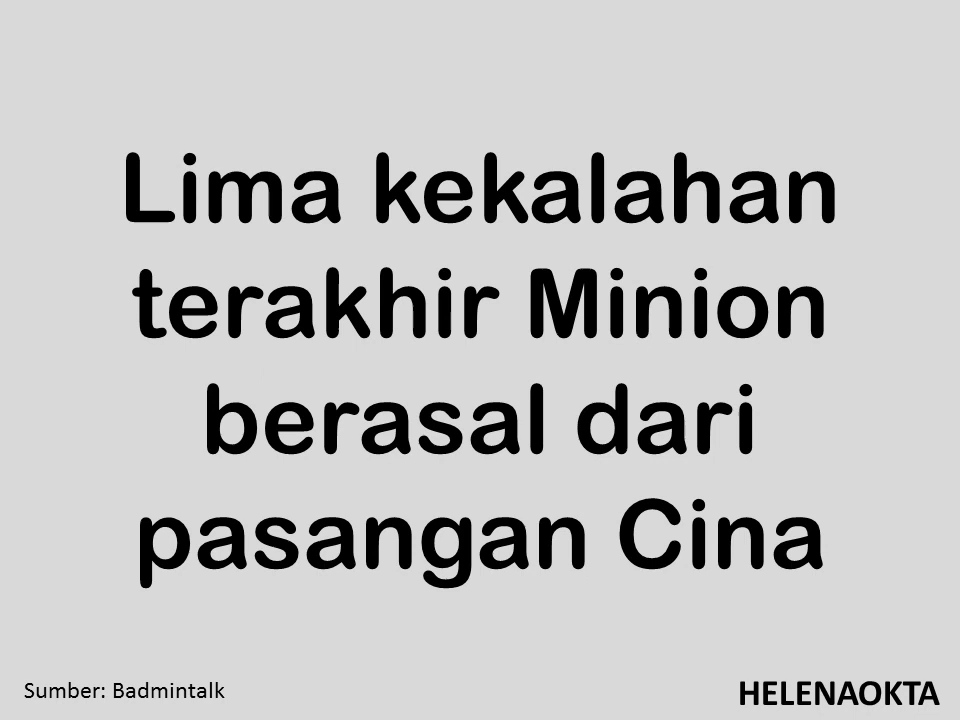 Lima kekalahan
terakhir Minion
berasal dari
pasangan Cina
Sumber: Badmintalk
HELENAOKTA